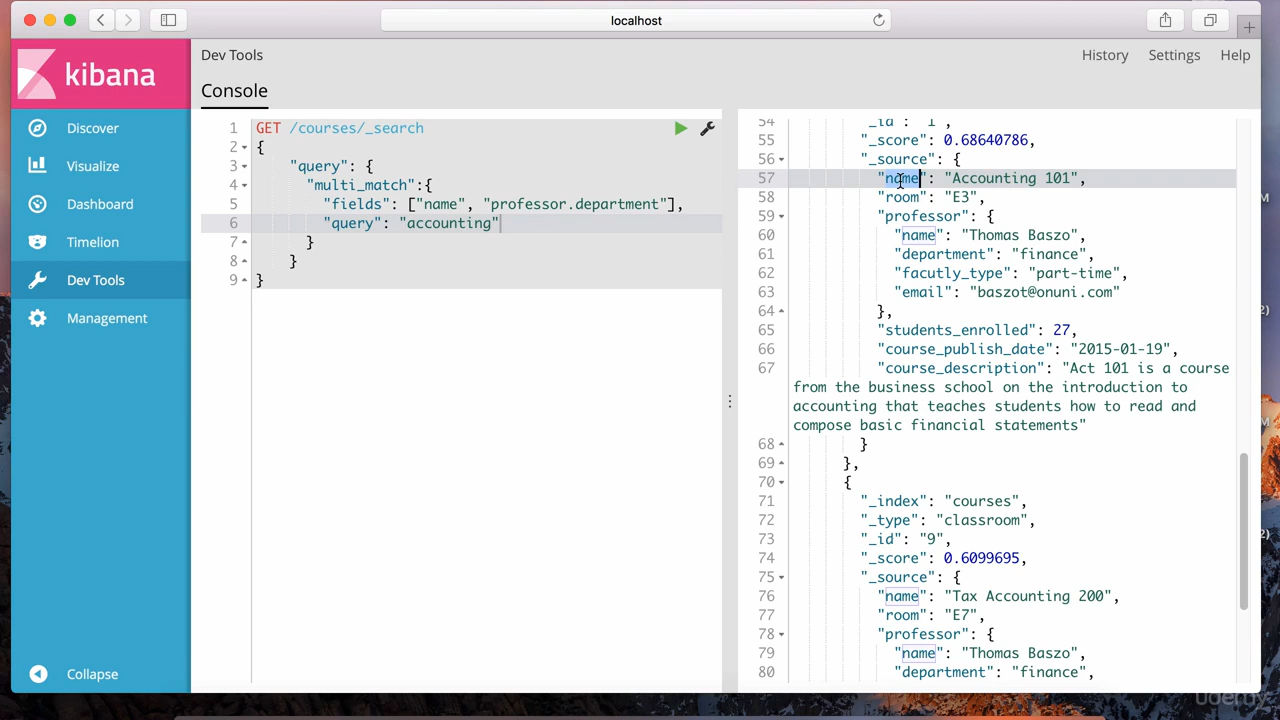 localhost
kibana
Discover
Visualize
Dashboard
Timelion
Dev Tools
Management
Collapse
Dev Tools
History Settings Help
Console
1 GET /courses/_search
2 {
3 "query": {
4 "multi_match":{
5 "fields": ["name", "professor.department"],
6 "query": "accounting"
7 }
8 }
9 }
54 "_id": "1",
55 "_score": 0.68640786,
56 "_source": {
57 "name": "Accounting 101",
58 "room": "E3",
59 "professor": {
60 "name": "Thomas Baszo",
61 "department": "finance",
62 "facutly_type": "part-time",
63 "email": "baszot@onuni.com"
64 },
65 "students_enrolled": 27,
66 "course_publish_date": "2015-01-19",
67 "course_description": "Act 101 is a course
from the business school on the introduction to
accounting that teaches students how to read and
compose basic financial statements"
68 }
69 },
70 {
71 "_index": "courses",
72 "_type": "classroom",
73 "_id": "9",
74 "_score": 0.6099695,
75 "_source": {
76 "name": "Tax Accounting 200",
77 "room": "E7",
78 "professor": {
79 "name": "Thomas Baszo",
80 "department": "finance",
udemy